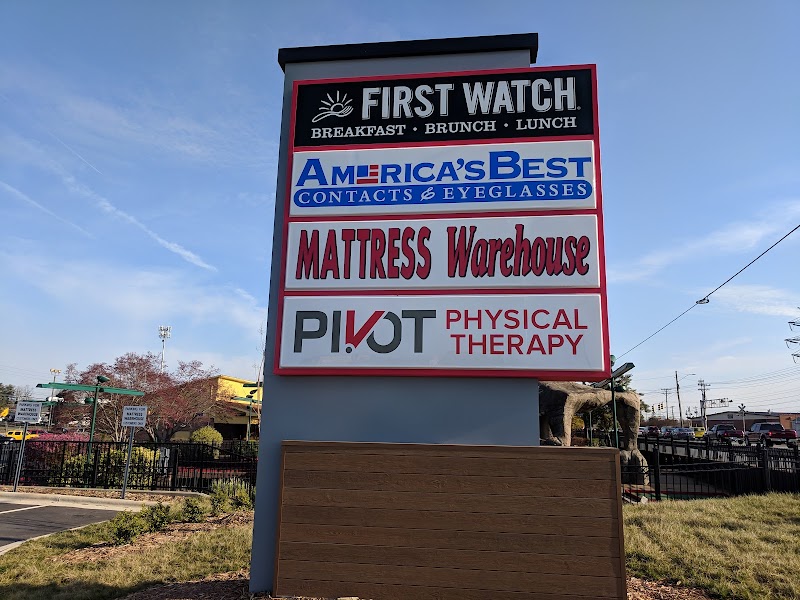 FIRST WATCH
BREAKFAST · BRUNCH · LUNCH
AMERICA'S BEST
CONTACTS & EYEGLASSES
MATTRESS Warehouse
PIVOT PHYSICAL
THERAPY